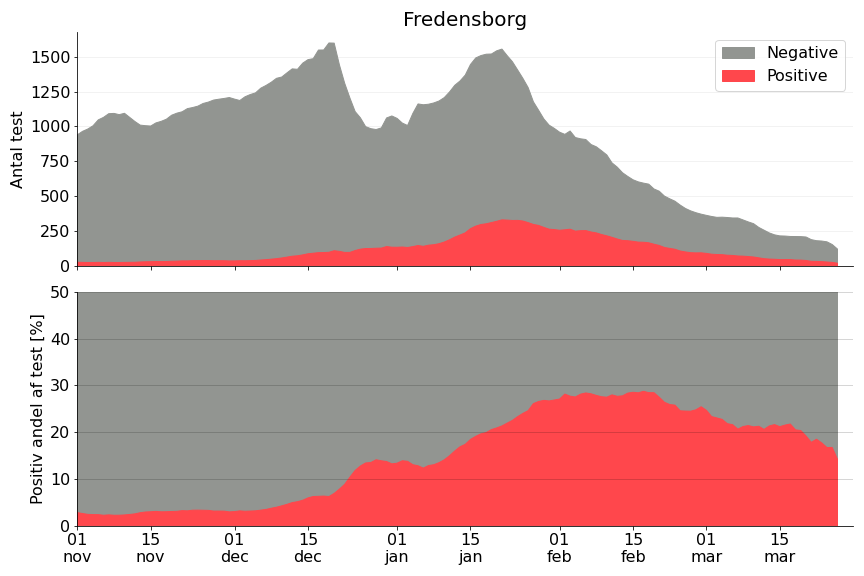 Fredensborg
Negative
Positive
Antal test
1500
1250
1000
750
500
250
0
Positiv andel af test [%]
50
40
30
20
10
0
01 15 01 15 01 15 01 15 01 15
nov nov dec dec jan jan feb feb mar mar